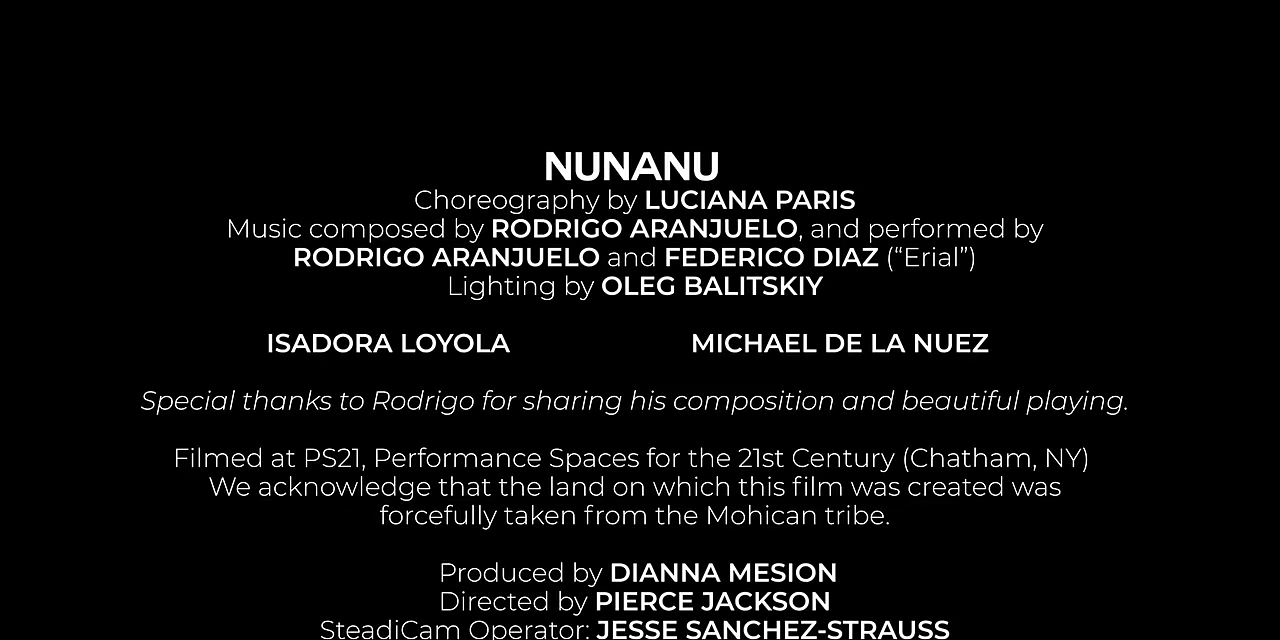 NUNANU
Choreography by LUCIANA PARIS
Music composed by RODRIGO ARANJUELO, and performed by
RODRIGO ARANJUELO and FEDERICO DIAZ (“Erial”)
Lighting by OLEG BALITSKIY
ISADORA LOYOLA MICHAEL DE LA NUEZ
Special thanks to Rodrigo for sharing his composition and beautiful playing.
Filmed at PS21, Performance Spaces for the 21st Century (Chatham, NY)
We acknowledge that the land on which this film was created was
forcefully taken from the Mohican tribe.
Produced by DIANNA MESION
Directed by PIERCE JACKSON
SteadiCam Operator: JESSE SANCHEZ-STRAUSS